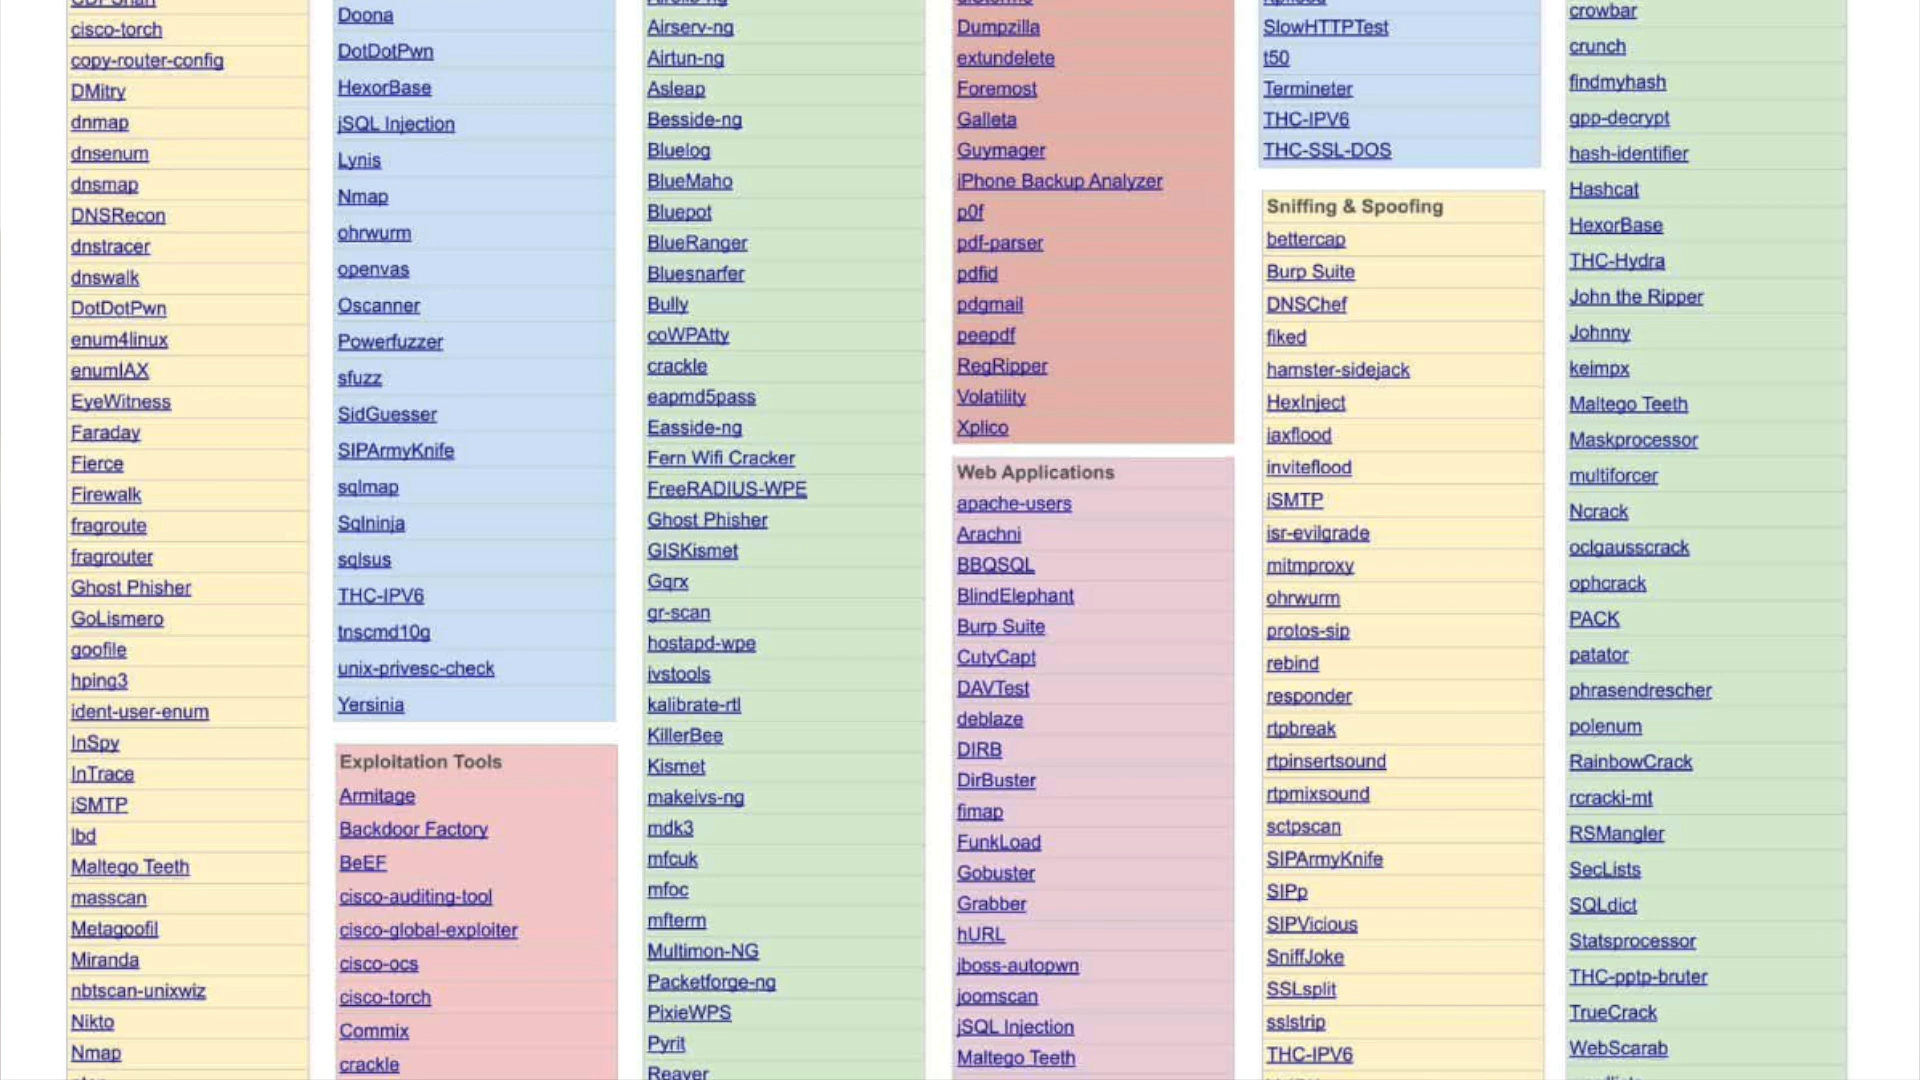 cisco-torch
copy-router-config
DMitry
dnmap
dnsenum
dnsmap
DNSRecon
dnstracer
dnswalk
DotDotPwn
enum4linux
enumIAX
EyeWitness
Faraday
Fierce
Firewalk
fragroute
fragrouter
Ghost Phisher
GoLismero
goofile
hping3
ident-user-enum
InSpy
InTrace
iSMTP
lbd
Maltego Teeth
masscan
Metagoofil
Miranda
nbtscan-unixwiz
Nikto
Nmap
Doona
DotDotPwn
HexorBase
jSQL Injection
Lynis
Nmap
ohrwurm
openvas
Oscanner
Powerfuzzer
sfuzz
SidGuesser
SIPArmyKnife
sqlmap
Sqlninja
sqlsus
THC-IPV6
tnscmd10g
unix-privesc-check
Yersinia
Exploitation Tools
Armitage
Backdoor Factory
BeEF
cisco-auditing-tool
cisco-global-exploiter
cisco-ocs
cisco-torch
Commix
crackle
Airserv-ng
Airtun-ng
Asleap
Besside-ng
Bluelog
BlueMaho
Bluepot
BlueRanger
Bluesnarfer
Bully
coWPAtty
crackle
eapmd5pass
Easside-ng
Fern Wifi Cracker
FreeRADIUS-WPE
Ghost Phisher
GISKismet
Gqrx
gr-scan
hostapd-wpe
ivstools
kalibrate-rtl
KillerBee
Kismet
makeivs-ng
mdk3
mfcuk
mfoc
mfterm
Multimon-NG
Packetforge-ng
PixieWPS
Pyrit
Reaver
Dumpzilla
extundelete
Foremost
Galleta
Guymager
iPhone Backup Analyzer
p0f
pdf-parser
pdfid
pdgmail
peepdf
RegRipper
Volatility
Xplico
Web Applications
apache-users
Arachni
BBQSQL
BlindElephant
Burp Suite
CutyCapt
DAVTest
deblaze
DIRB
DirBuster
fimap
FunkLoad
Gobuster
Grabber
hURL
jboss-autopwn
joomscan
jSQL Injection
Maltego Teeth
SlowHTTPTest
t50
Termineter
THC-IPV6
THC-SSL-DOS
Sniffing & Spoofing
bettercap
Burp Suite
DNSChef
fiked
hamster-sidejack
HexInject
iaxflood
inviteflood
iSMTP
isr-evilgrade
mitmproxy
ohrwurm
protos-sip
rebind
responder
rtpbreak
rtpinsertsound
rtpmixsound
sctpscan
SIPArmyKnife
SIPp
SIPVicious
SniffJoke
SSLsplit
sslstrip
THC-IPV6
crowbar
crunch
findmyhash
gpp-decrypt
hash-identifier
Hashcat
HexorBase
THC-Hydra
John the Ripper
Johnny
keimpx
Maltego Teeth
Maskprocessor
multiforcer
Ncrack
oclgausscrack
ophcrack
PACK
patator
phrasendrescher
polenum
RainbowCrack
rcracki-mt
RSMangler
SecLists
SQLdict
Statsprocessor
THC-pptp-bruter
TrueCrack
WebScarab